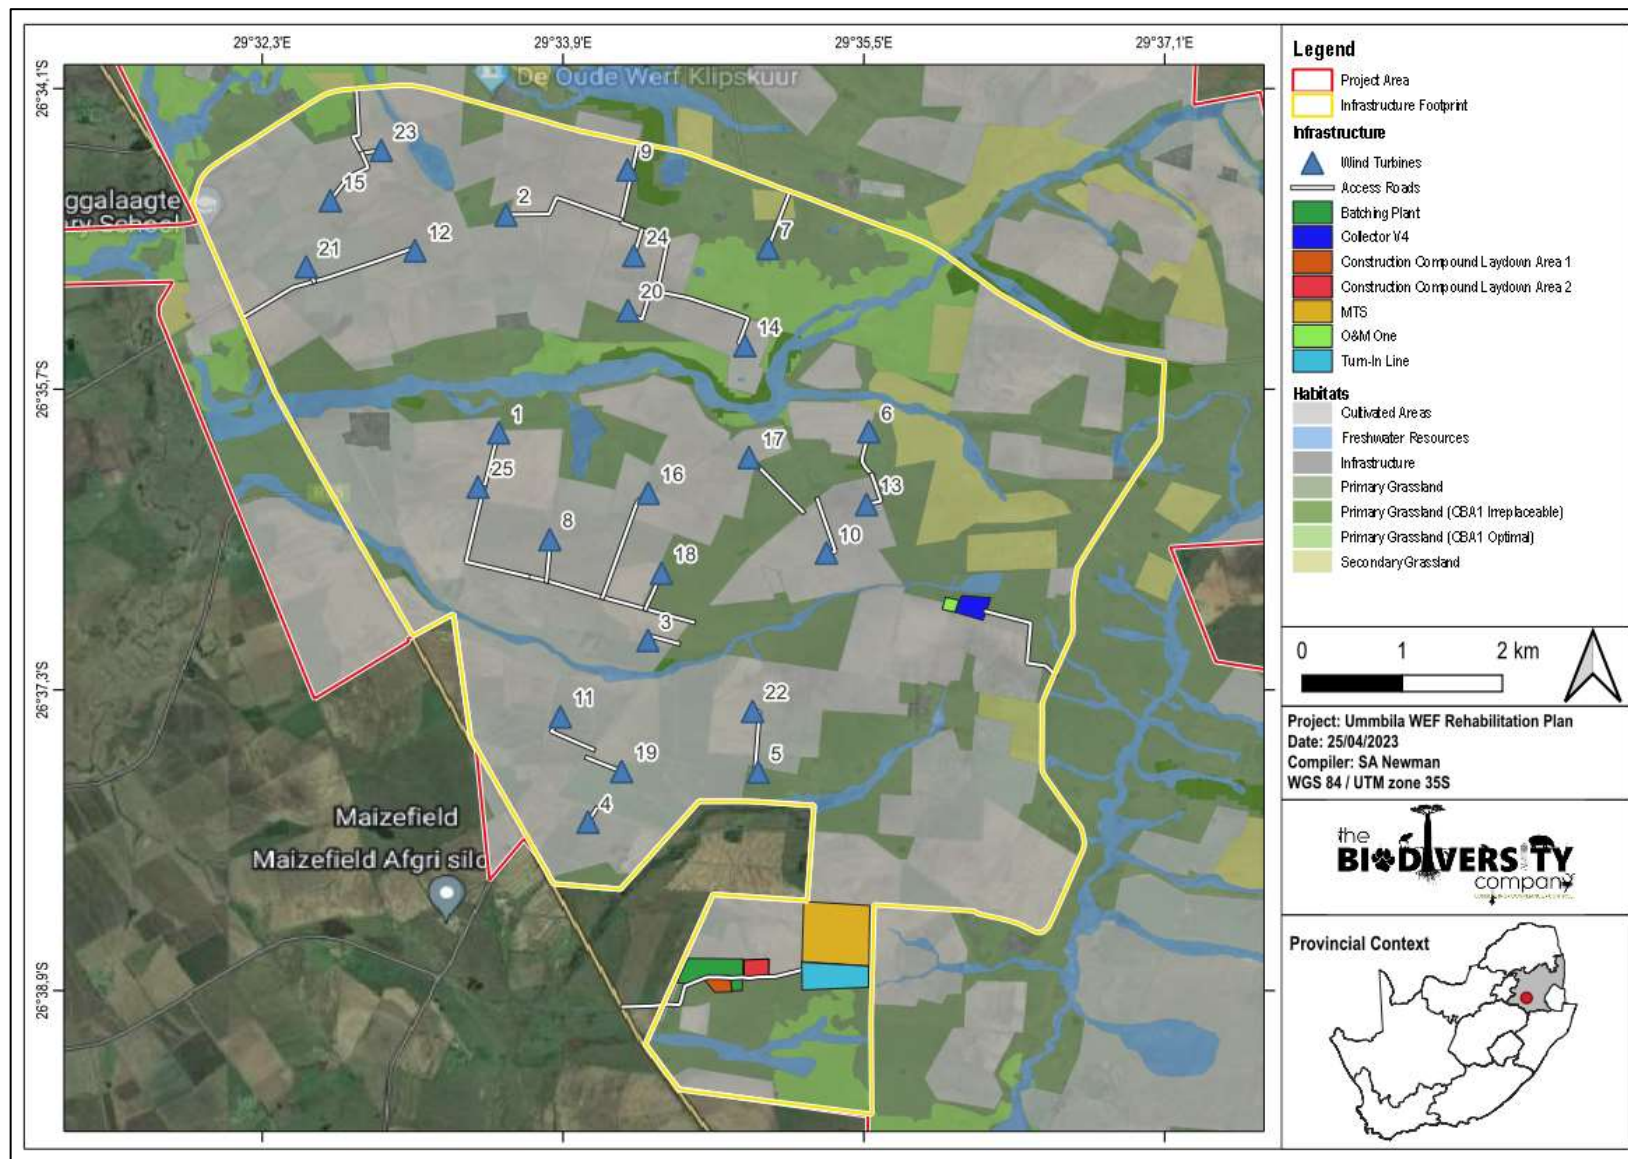 29°32,3'E
29°33,9'E
29°35,5'E
29°37,1'E
26°34,1'S
26°35,7'S
26°37,3'S
26°38,9'S
De Oude Werf Klipskuur
ggalaagte
ry School
23
15
2
9
21
12
24
7
20
14
1
6
17
25
16
13
8
10
18
3
11
22
19
5
4
Maizefield
Maizefield Afgri silo
Legend
Project Area
Infrastructure Footprint
Infrastructure
Wind Turbines
Access Roads
Batching Plant
Collector V4
Construction Compound Laydown Area 1
Construction Compound Laydown Area 2
MTS
O&M One
Turn-In Line
Habitats
Cultivated Areas
Freshwater Resources
Infrastructure
Primary Grassland
Primary Grassland (CBA1 Irreplaceable)
Primary Grassland (CBA1 Optimal)
Secondary Grassland
0 1 2 km
Project: Ummbila WEF Rehabilitation Plan
Date: 25/04/2023
Compiler: SA Newman
WGS 84 / UTM zone 35S
the
BIODIVERSITY
company
Provincial Context